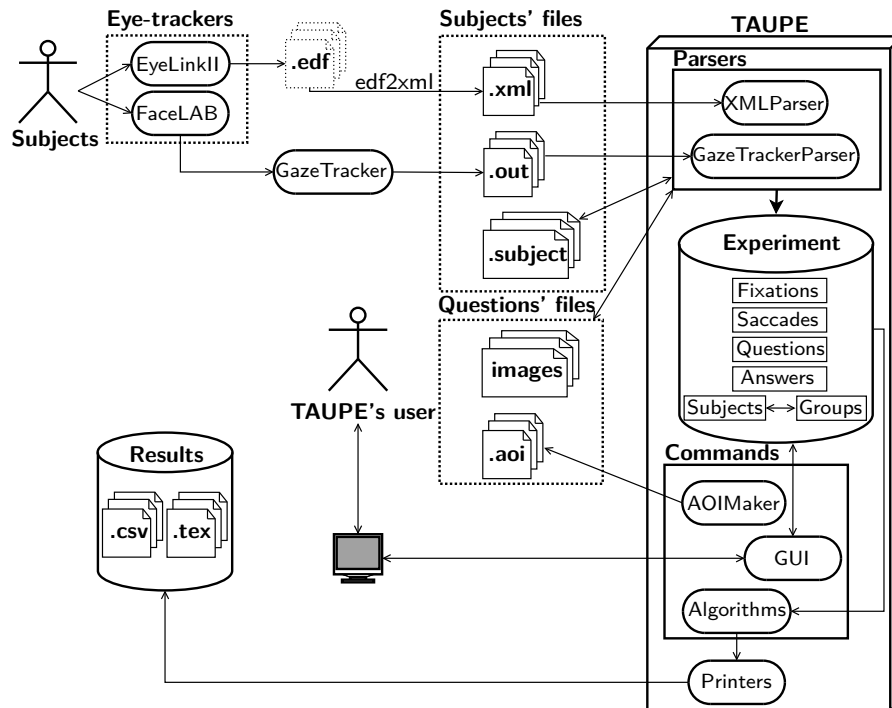 Eye-trackers
Subjects' files
TAUPE
EyeLinkII
.edf
edf2xml
.xml
Parsers
XMLParser
FaceLAB
Subjects
GazeTracker
.out
GazeTrackerParser
.subject
Experiment
Fixations
Saccades
Questions
Answers
Subjects
Groups
Questions' files
images
TAUPE's user
.aoi
Results
.csv
.tex
Commands
AOIMaker
GUI
Algorithms
Printers